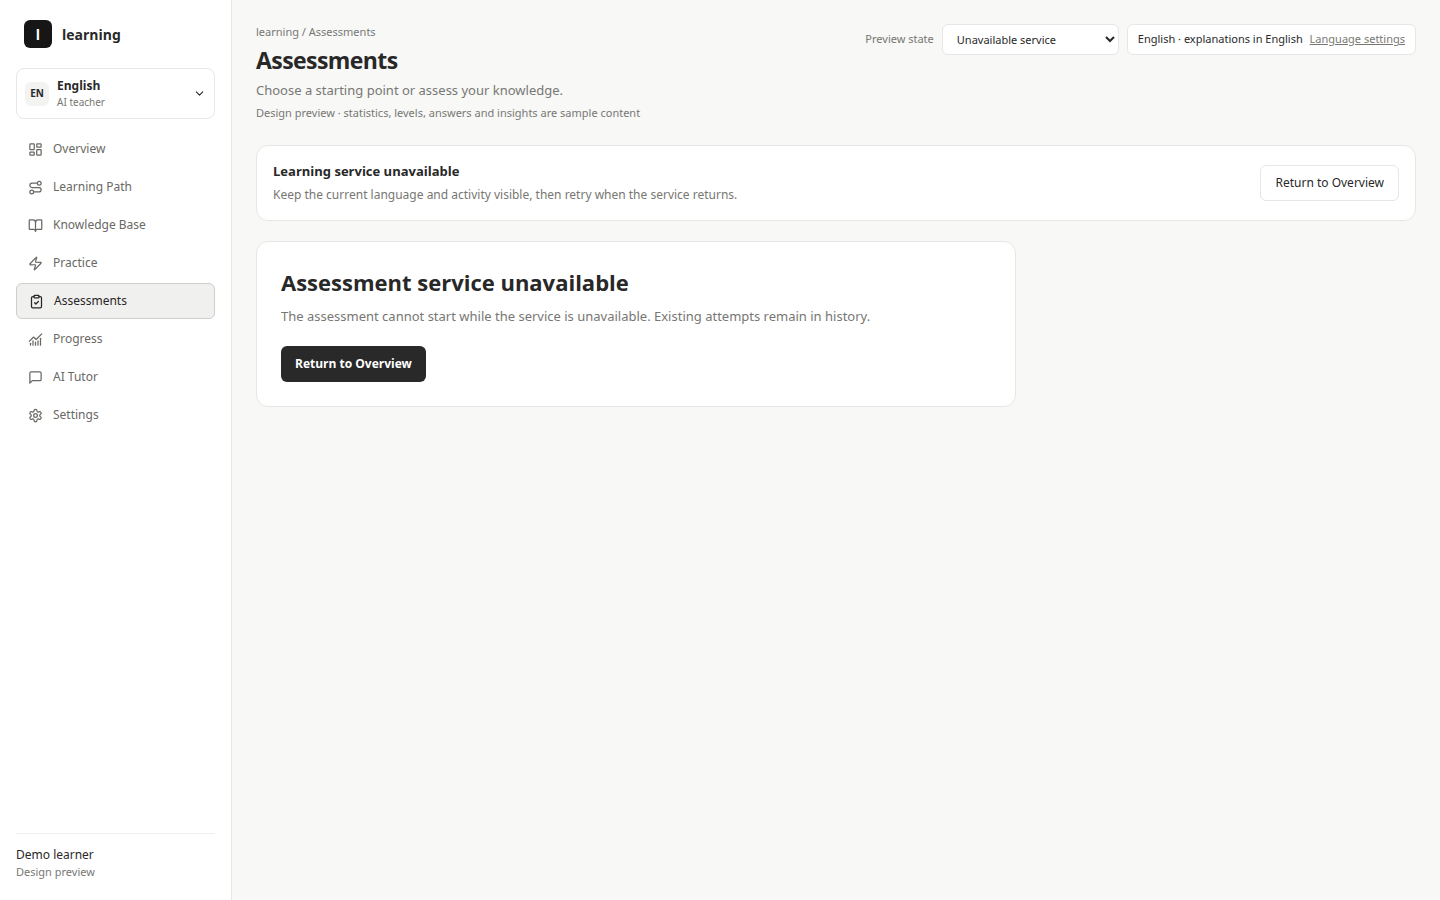 l learning
EN English
AI teacher
Overview
Learning Path
Knowledge Base
Practice
Assessments
Progress
AI Tutor
Settings
Demo learner
Design preview
learning / Assessments
Assessments
Choose a starting point or assess your knowledge.
Design preview · statistics, levels, answers and insights are sample content
Preview state Unavailable service English · explanations in English Language settings
Learning service unavailable
Keep the current language and activity visible, then retry when the service returns.
Return to Overview
Assessment service unavailable
The assessment cannot start while the service is unavailable. Existing attempts remain in history.
Return to Overview